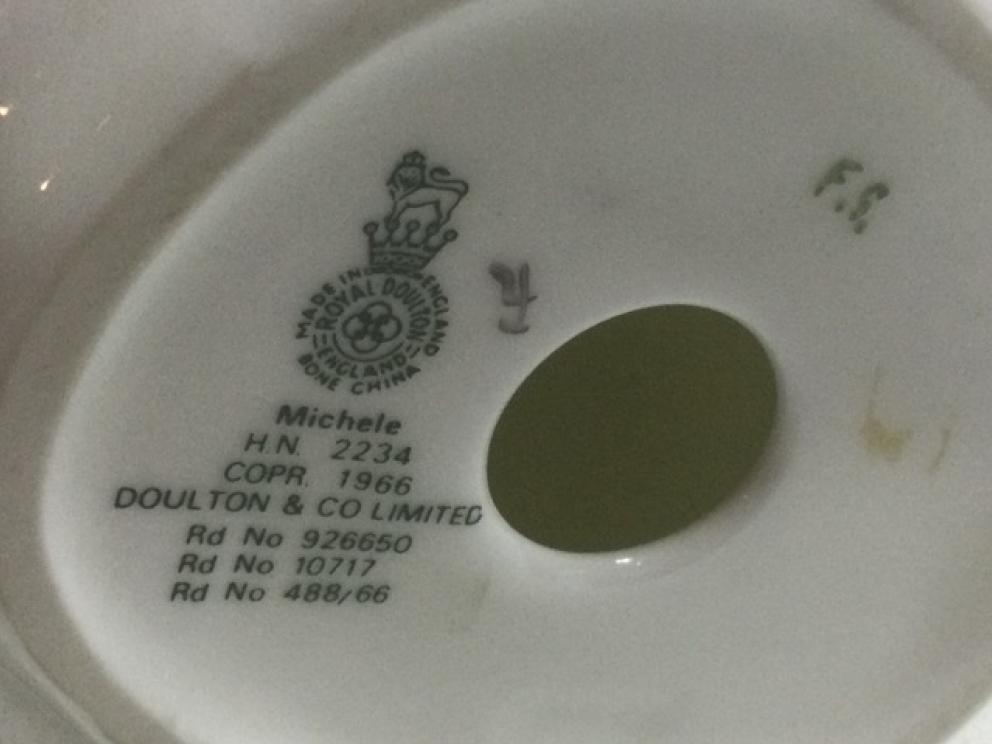 MADE IN ENGLAND
ROYAL DOULTON
ENGLAND
BONE CHINA
Michele
H.N. 2234
COPR. 1966
DOULTON & CO LIMITED
Rd No 926650
Rd No 10717
Rd No 488/66
F.S.